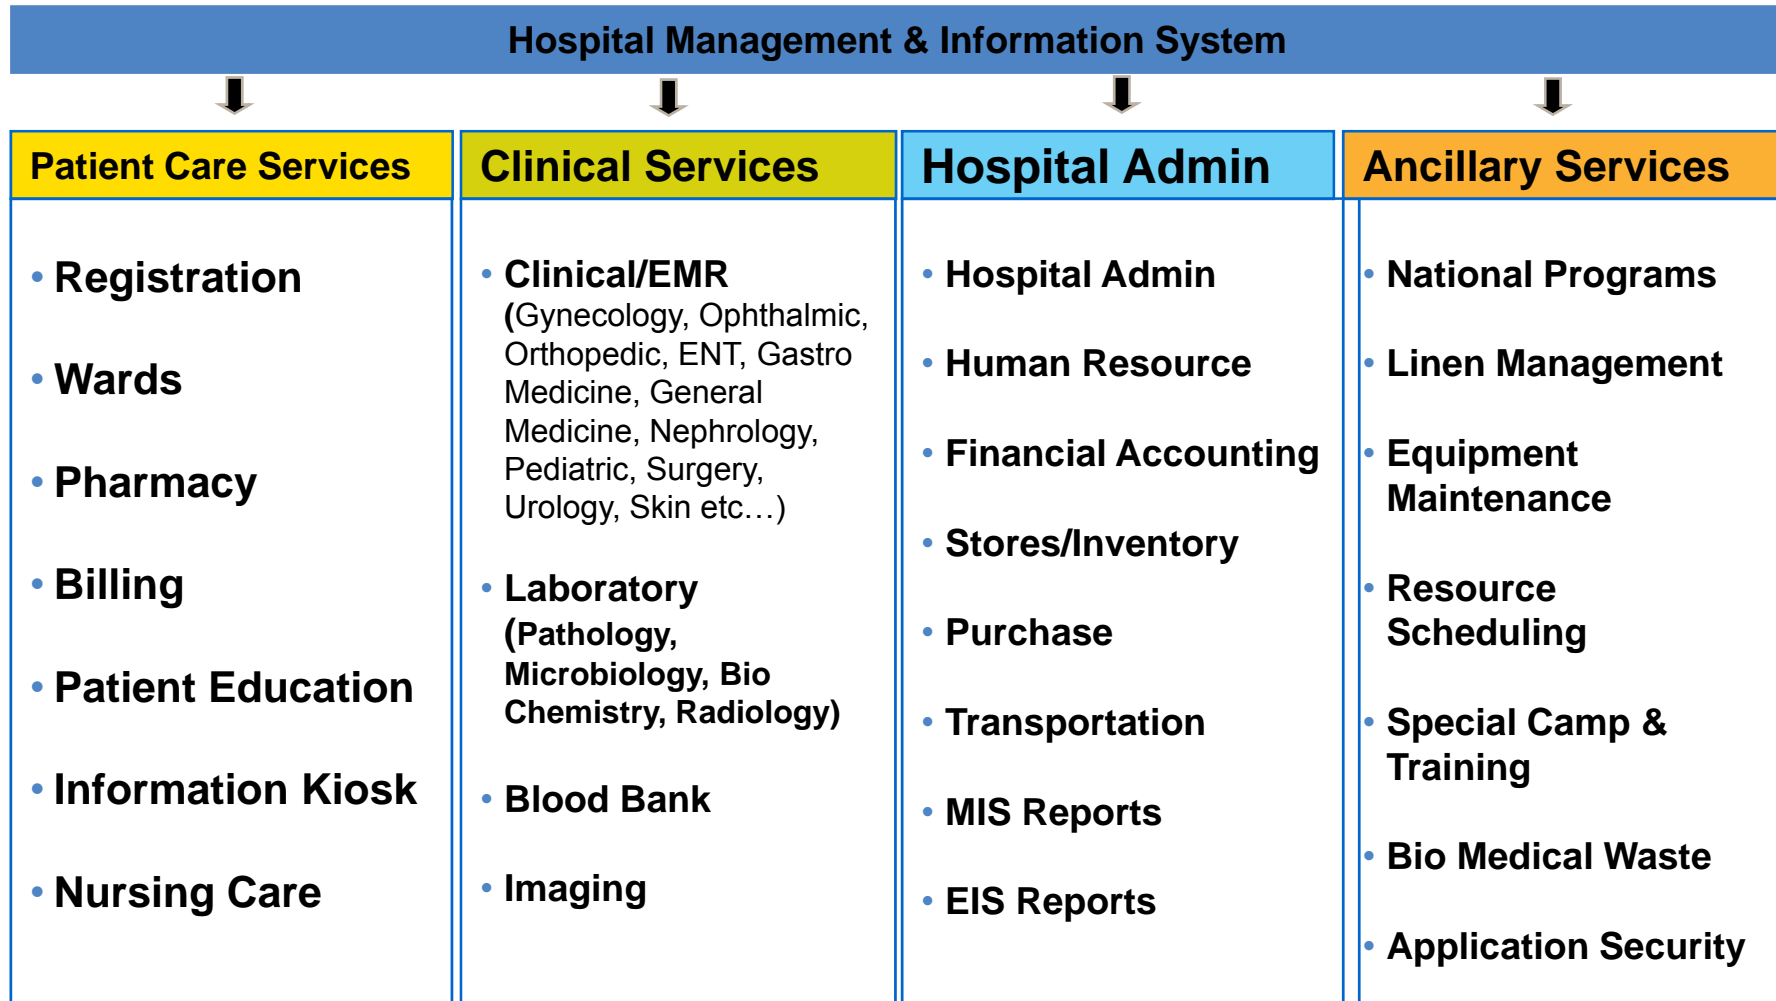 Hospital Management & Information System
Patient Care Services
• Registration
• Wards
• Pharmacy
• Billing
• Patient Education
• Information Kiosk
• Nursing Care
Clinical Services
• Clinical/EMR
(Gynecology, Ophthalmic,
Orthopedic, ENT, Gastro
Medicine, General
Medicine, Nephrology,
Pediatric, Surgery,
Urology, Skin etc…)
• Laboratory
(Pathology,
Microbiology, Bio
Chemistry, Radiology)
• Blood Bank
• Imaging
Hospital Admin
• Hospital Admin
• Human Resource
• Financial Accounting
• Stores/Inventory
• Purchase
• Transportation
• MIS Reports
• EIS Reports
Ancillary Services
• National Programs
• Linen Management
• Equipment
Maintenance
• Resource
Scheduling
• Special Camp &
Training
• Bio Medical Waste
• Application Security